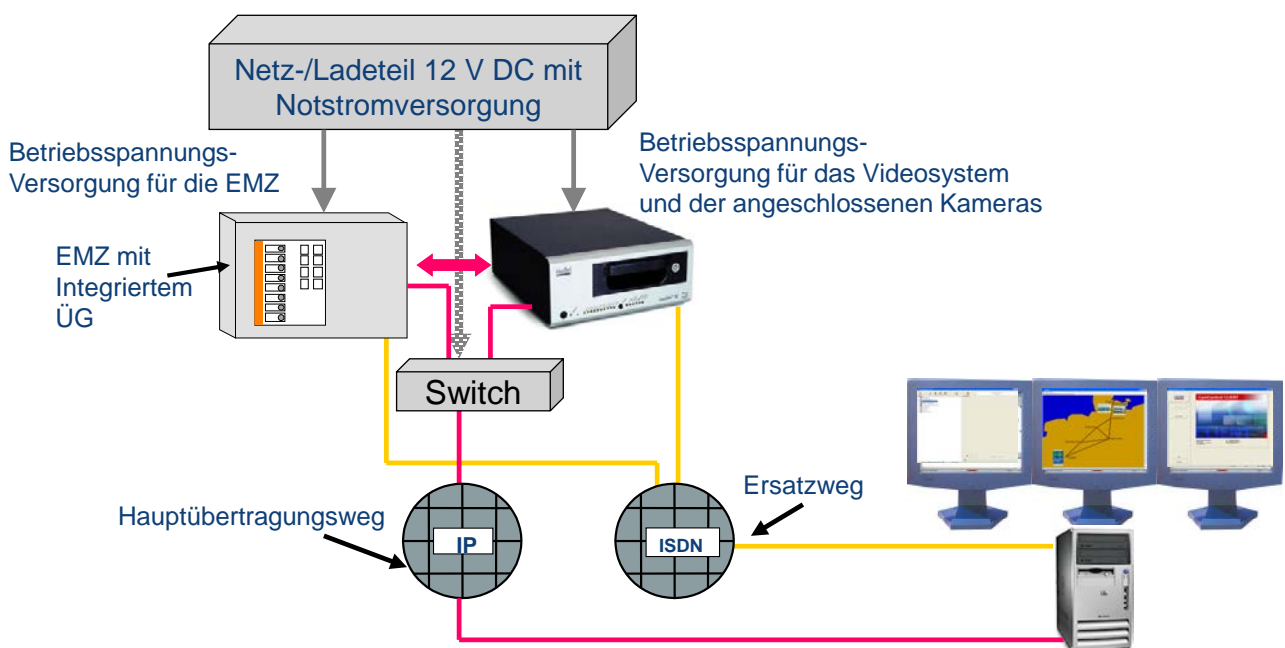 Netz-/Ladeteil 12 V DC mit
Notstromversorgung
Betriebsspannungs-
Versorgung für die EMZ
Betriebsspannungs-
Versorgung für das Videosystem
und der angeschlossenen Kameras
EMZ mit
Integriertem
ÜG
Switch
Hauptübertragungsweg
IP
ISDN
Ersatzweg